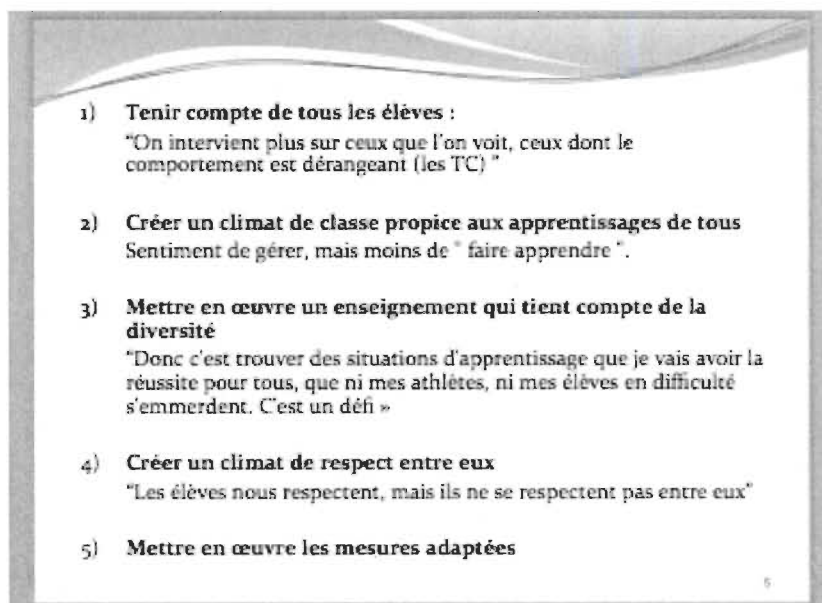 1) Tenir compte de tous les élèves :
"On intervient plus sur ceux que l'on voit, ceux dont le
comportement est dérangeant (les TC) "
2) Créer un climat de classe propice aux apprentissages de tous
Sentiment de gérer, mais moins de " faire apprendre ".
3) Mettre en œuvre un enseignement qui tient compte de la
diversité
"Donc c'est trouver des situations d'apprentissage que je vais avoir la
réussite pour tous, que ni mes athlètes, ni mes élèves en difficulté
s'emmerdent. C'est un défi »
4) Créer un climat de respect entre eux
"Les élèves nous respectent, mais ils ne se respectent pas entre eux"
5) Mettre en œuvre les mesures adaptées